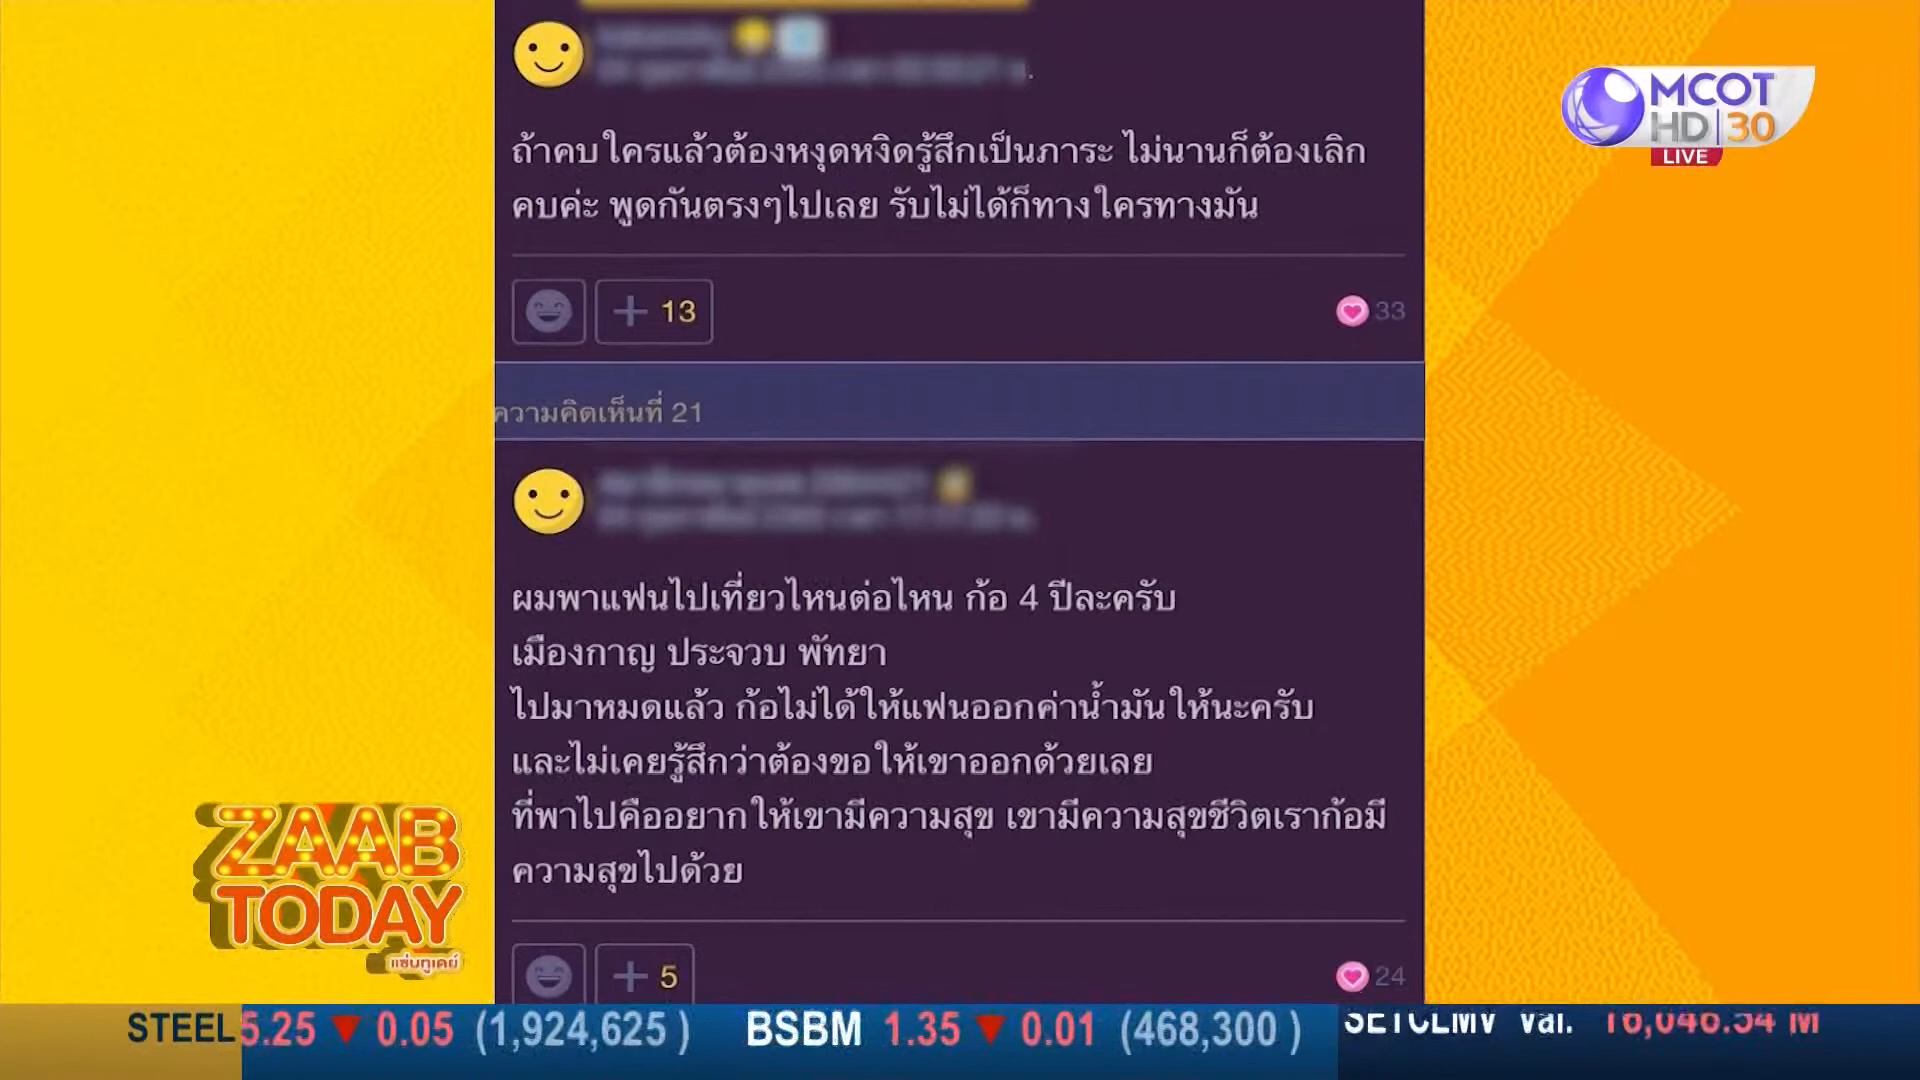 MCOT
HD 30
LIVE
ถ้าคบใครแล้วต้องหงุดหงิดรู้สึกเป็นภาระ ไม่นานก็ต้องเลิก
คบค่ะ พูดกันตรงๆไปเลย รับไม่ได้ก็ทางใครทางมัน
+ 13
33
ความคิดเห็นที่ 21
ผมพาแฟนไปเที่ยวไหนต่อไหน ก้อ 4 ปีละครับ
เมืองกาญ ประจวบ พัทยา
ไปมาหมดแล้ว ก้อไม่ได้ให้แฟนออกค่าน้ำมันให้นะครับ
และไม่เคยรู้สึกว่าต้องขอให้เขาออกด้วยเลย
ที่พาไปคืออยากให้เขามีความสุข เขามีความสุขชีวิตเราก้อมี
ความสุขไปด้วย
+ 5
24
ZAAB
TODAY
แซ่บทูเดย์
STEEL 5.25 ▼ 0.05 (1,924,625 ) BSBM 1.35 ▼ 0.01 (468,300 ) SETCLMV Val. 16,046.54 M